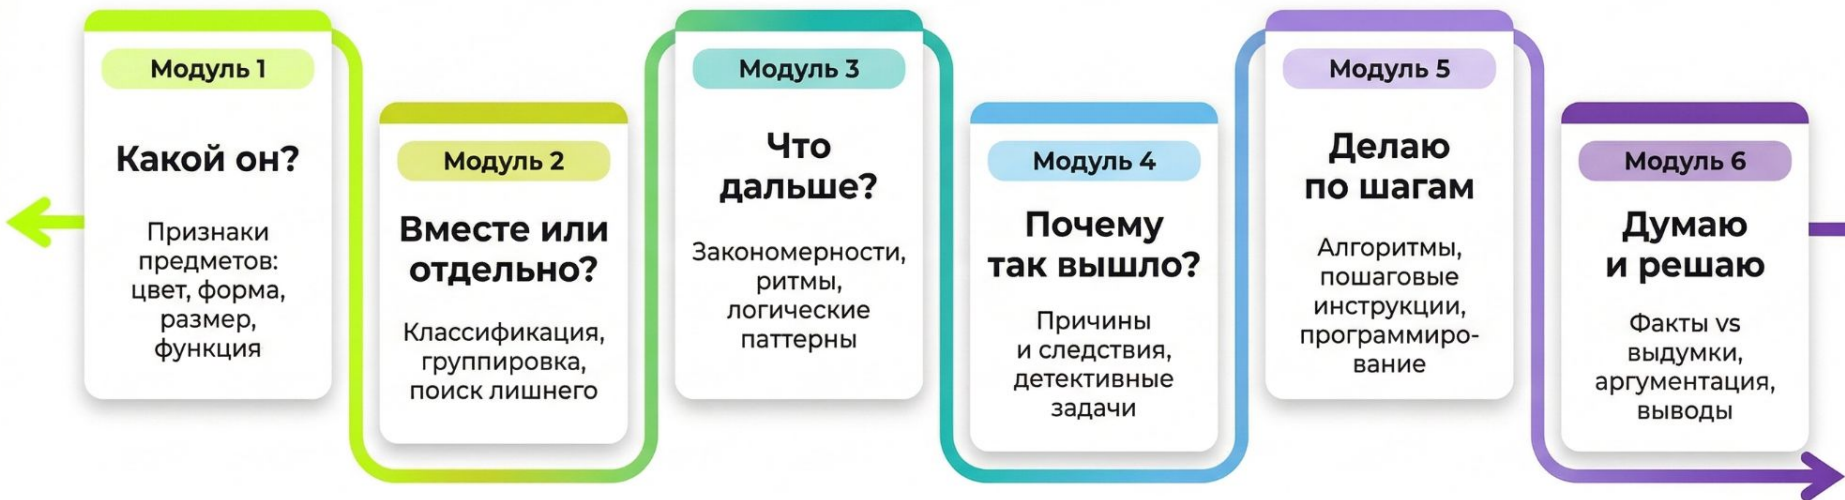 Модуль 1
Какой он?
Признаки
предметов:
цвет, форма,
размер,
функция
Модуль 2
Вместе или
отдельно?
Классификация,
группировка,
поиск лишнего
Модуль 3
Что
дальше?
Закономерности,
ритмы,
логические
паттерны
Модуль 4
Почему
так вышло?
Причины
и следствия,
детективные
задачи
Модуль 5
Делаю
по шагам
Алгоритмы,
пошаговые
инструкции,
программиро-
вание
Модуль 6
Думаю
и решаю
Факты vs
выдумки,
аргументация,
выводы